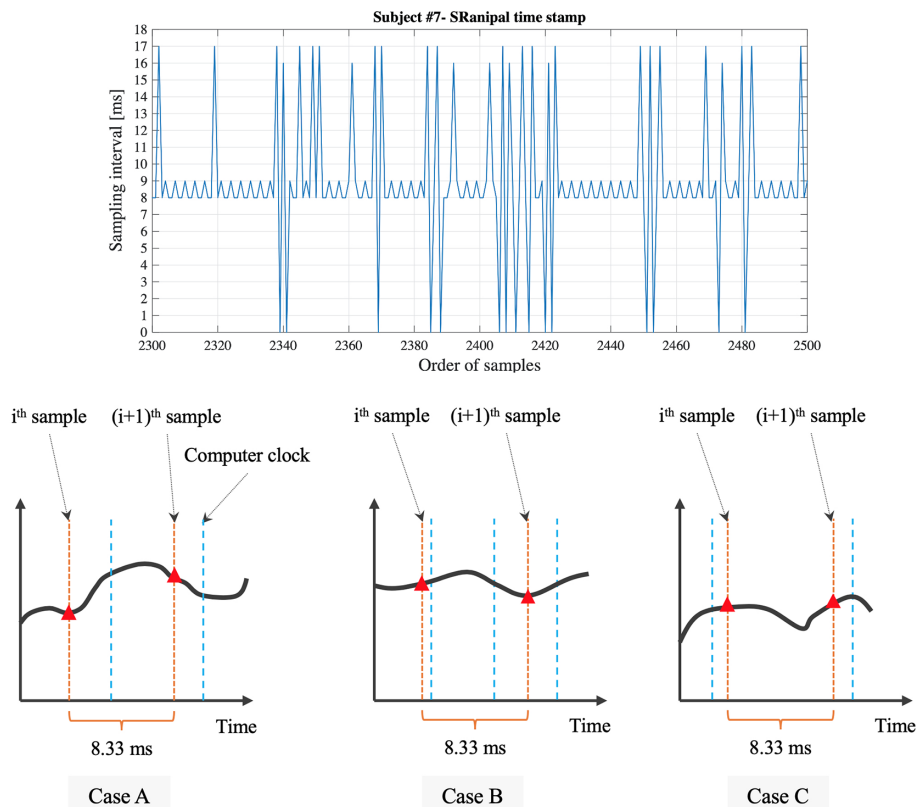 Subject #7- SRanipal time stamp
Sampling interval [ms]
18
17
16
15
14
13
12
11
10
9
8
7
6
5
4
3
2
1
0
2300 2320 2340 2360 2380 2400 2420 2440 2460 2480 2500
Order of samples
iᵗʰ sample (i+1)ᵗʰ sample
Computer clock
Time
8.33 ms
Case A
iᵗʰ sample (i+1)ᵗʰ sample
Time
8.33 ms
Case B
iᵗʰ sample (i+1)ᵗʰ sample
Time
8.33 ms
Case C